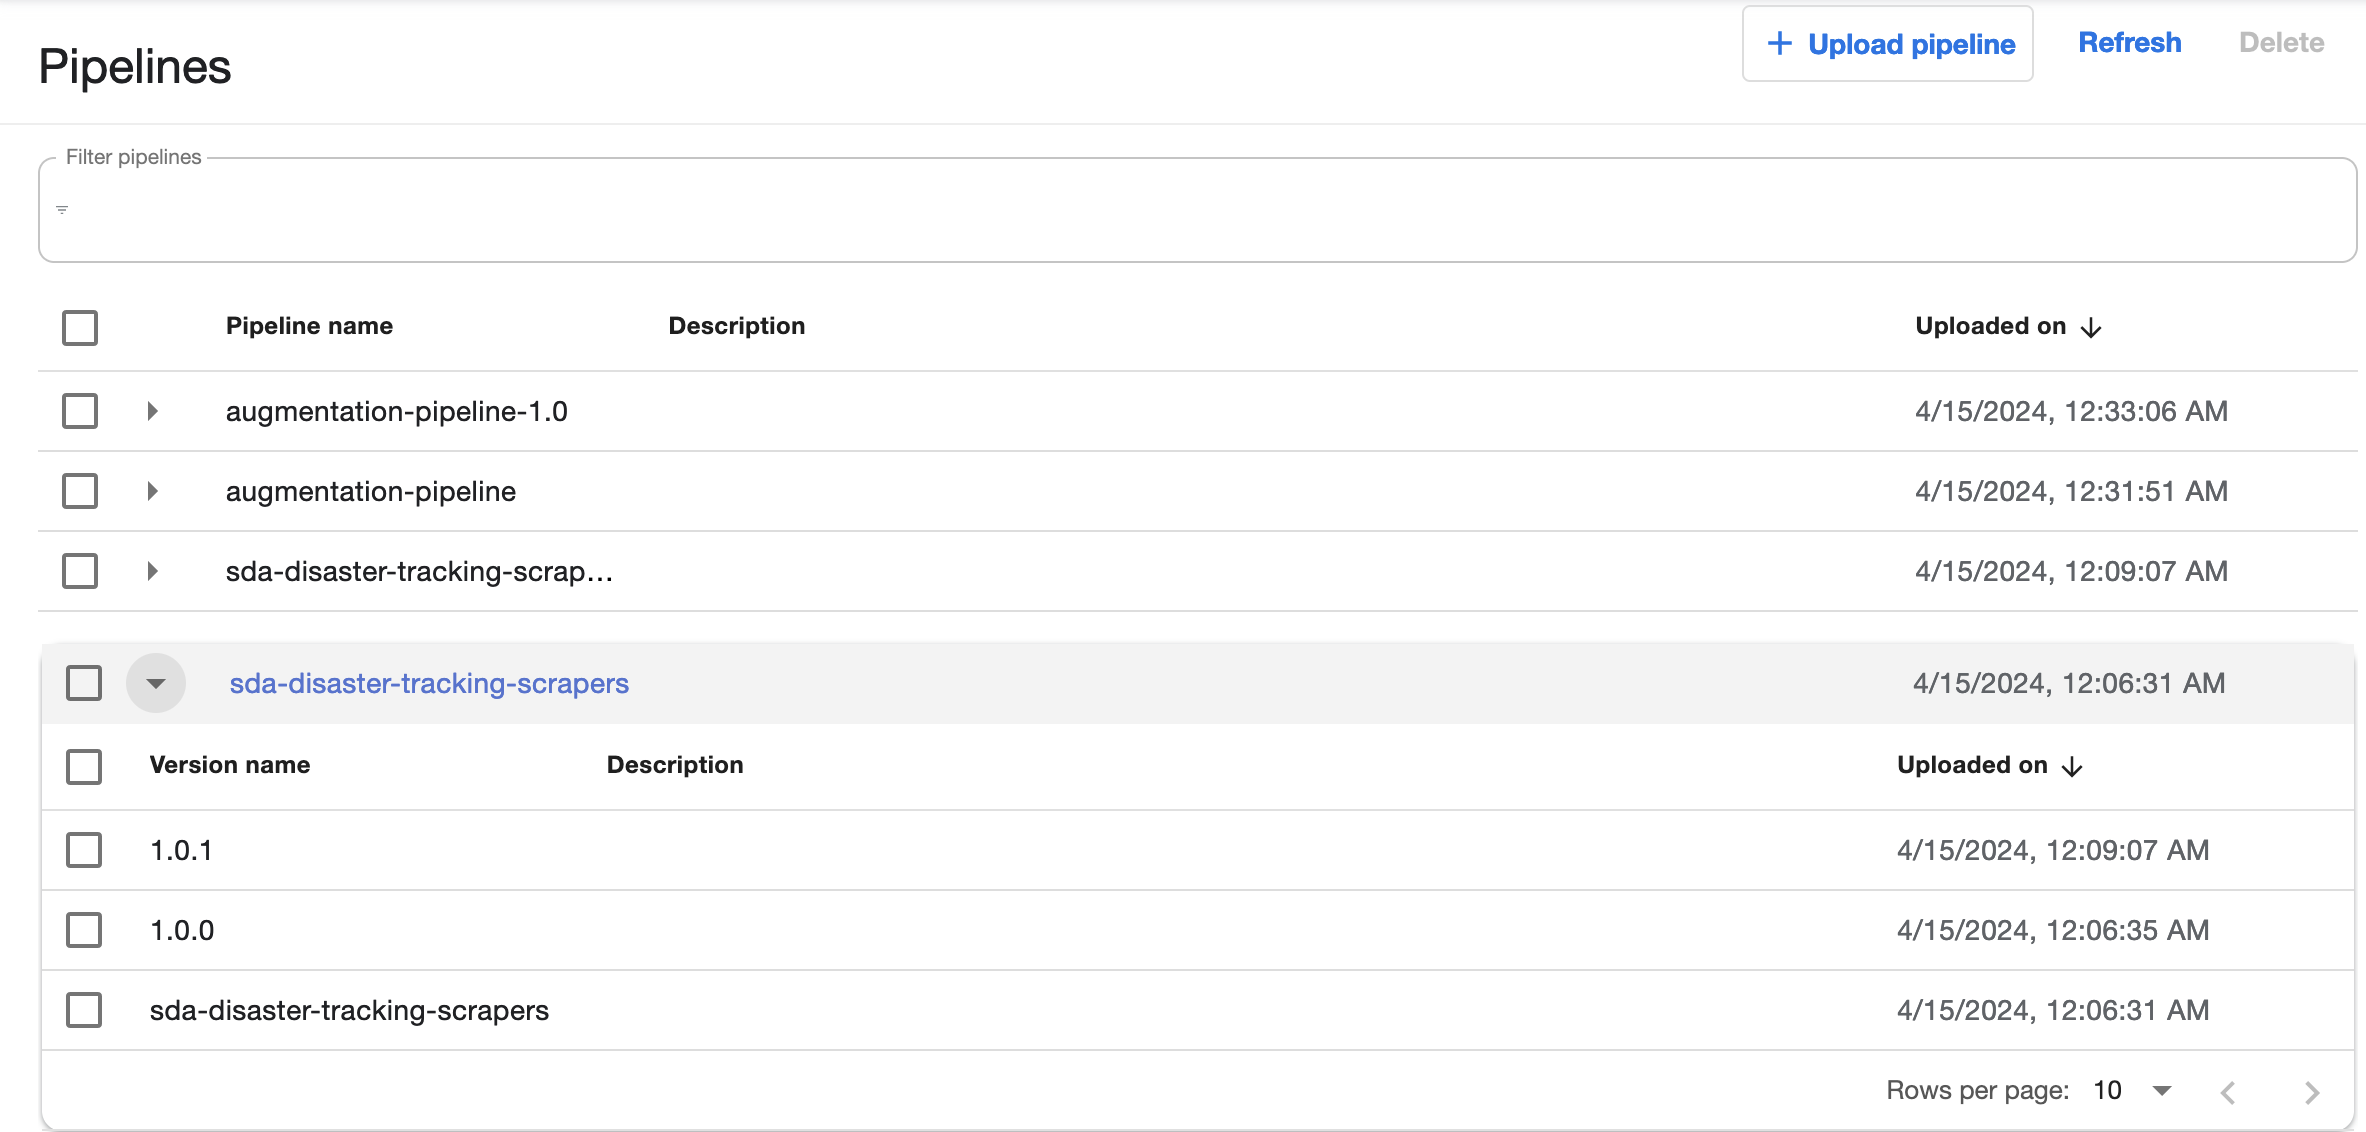 Pipelines
+ Upload pipeline Refresh Delete
Filter pipelines
Pipeline name Description Uploaded on
augmentation-pipeline-1.0 4/15/2024, 12:33:06 AM
augmentation-pipeline 4/15/2024, 12:31:51 AM
sda-disaster-tracking-scrap... 4/15/2024, 12:09:07 AM
sda-disaster-tracking-scrapers 4/15/2024, 12:06:31 AM
Version name Description Uploaded on
1.0.1 4/15/2024, 12:09:07 AM
1.0.0 4/15/2024, 12:06:35 AM
sda-disaster-tracking-scrapers 4/15/2024, 12:06:31 AM
Rows per page: 10